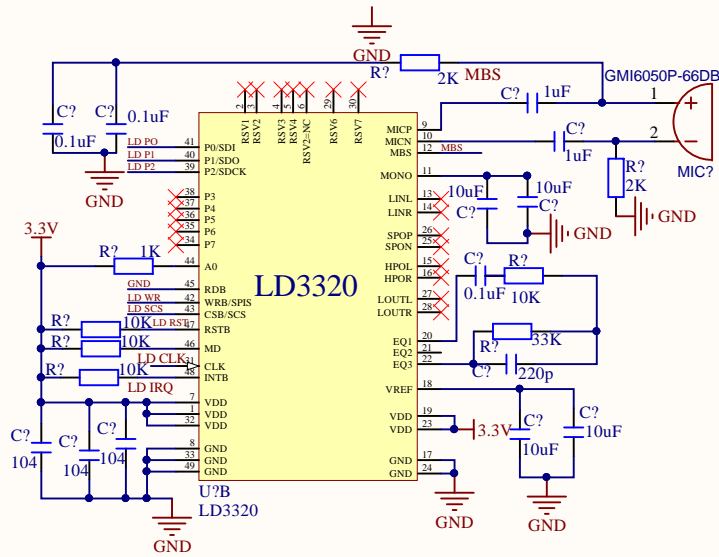 GND
R?
2K
MBS
GMI6050P-66DB
C?
0.1uF
C?
0.1uF
GND
C?
1uF
1
2
C?
1uF
R?
2K
MIC?
GND
2
3
4
5
6
29
30
RSV1
RSV2
RSV3
RSV4
RSV2=NC
RSV6
RSV7
LD PO
41
P0/SDI
LD P1
40
P1/SDO
LD P2
39
P2/SDCK
38
P3
37
P4
36
P5
35
P6
34
P7
3.3V
R?
1K
44
A0
GND
45
RDB
LD WR
42
WRB/SPIS
LD SCS
43
CSB/SCS
R?
10K
LD RST
47
RSTB
R?
10K
46
MD
LD CLK
31
CLK
R?
10K
48
INTB
LD IRQ
7
VDD
1
VDD
32
VDD
8
GND
33
GND
49
GND
C?
104
C?
104
C?
104
GND
LD3320
U?B
LD3320
MICP
9
MICN
10
MBS
12
MBS
MONO
11
10uF
C?
10uF
C?
GND
LINL
13
LINR
14
SPOP
26
SPON
25
HPOL
15
HPOR
16
LOUTL
27
LOUTR
28
EQ1
20
EQ2
21
EQ3
22
C?
0.1uF
R?
10K
R?
33K
C?
220p
VREF
18
VDD
19
VDD
23
3.3V
GND
17
GND
24
GND
C?
10uF
C?
10uF
GND